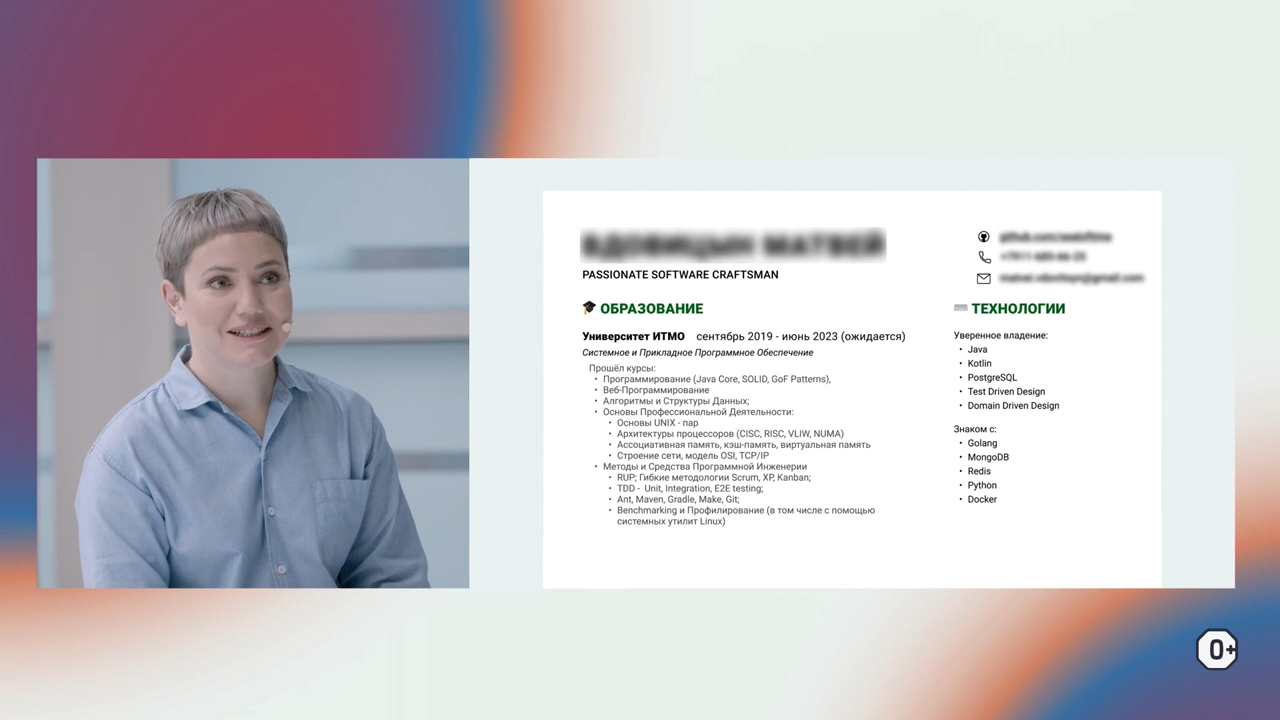 PASSIONATE SOFTWARE CRAFTSMAN
ОБРАЗОВАНИЕ
Университет ИТМО сентябрь 2019 - июнь 2023 (ожидается)
Системное и Прикладное Программное Обеспечение
Прошёл курсы:
• Программирование (Java Core, SOLID, GoF Patterns),
• Веб-Программирование
• Алгоритмы и Структуры Данных;
• Основы Профессиональной Деятельности:
• Основы UNIX - пар
• Архитектуры процессоров (CISC, RISC, VLIW, NUMA)
• Ассоциативная память, кэш-память, виртуальная память
• Строение сети, модель OSI, TCP/IP
• Методы и Средства Программной Инженерии
• RUP; Гибкие методологии Scrum, XP, Kanban;
• TDD - Unit, Integration, E2E testing;
• Ant, Maven, Gradle, Make, Git;
• Benchmarking и Профилирование (в том числе с помощью
системных утилит Linux)
ТЕХНОЛОГИИ
Уверенное владение:
• Java
• Kotlin
• PostgreSQL
• Test Driven Design
• Domain Driven Design
Знаком с:
• Golang
• MongoDB
• Redis
• Python
• Docker
0+